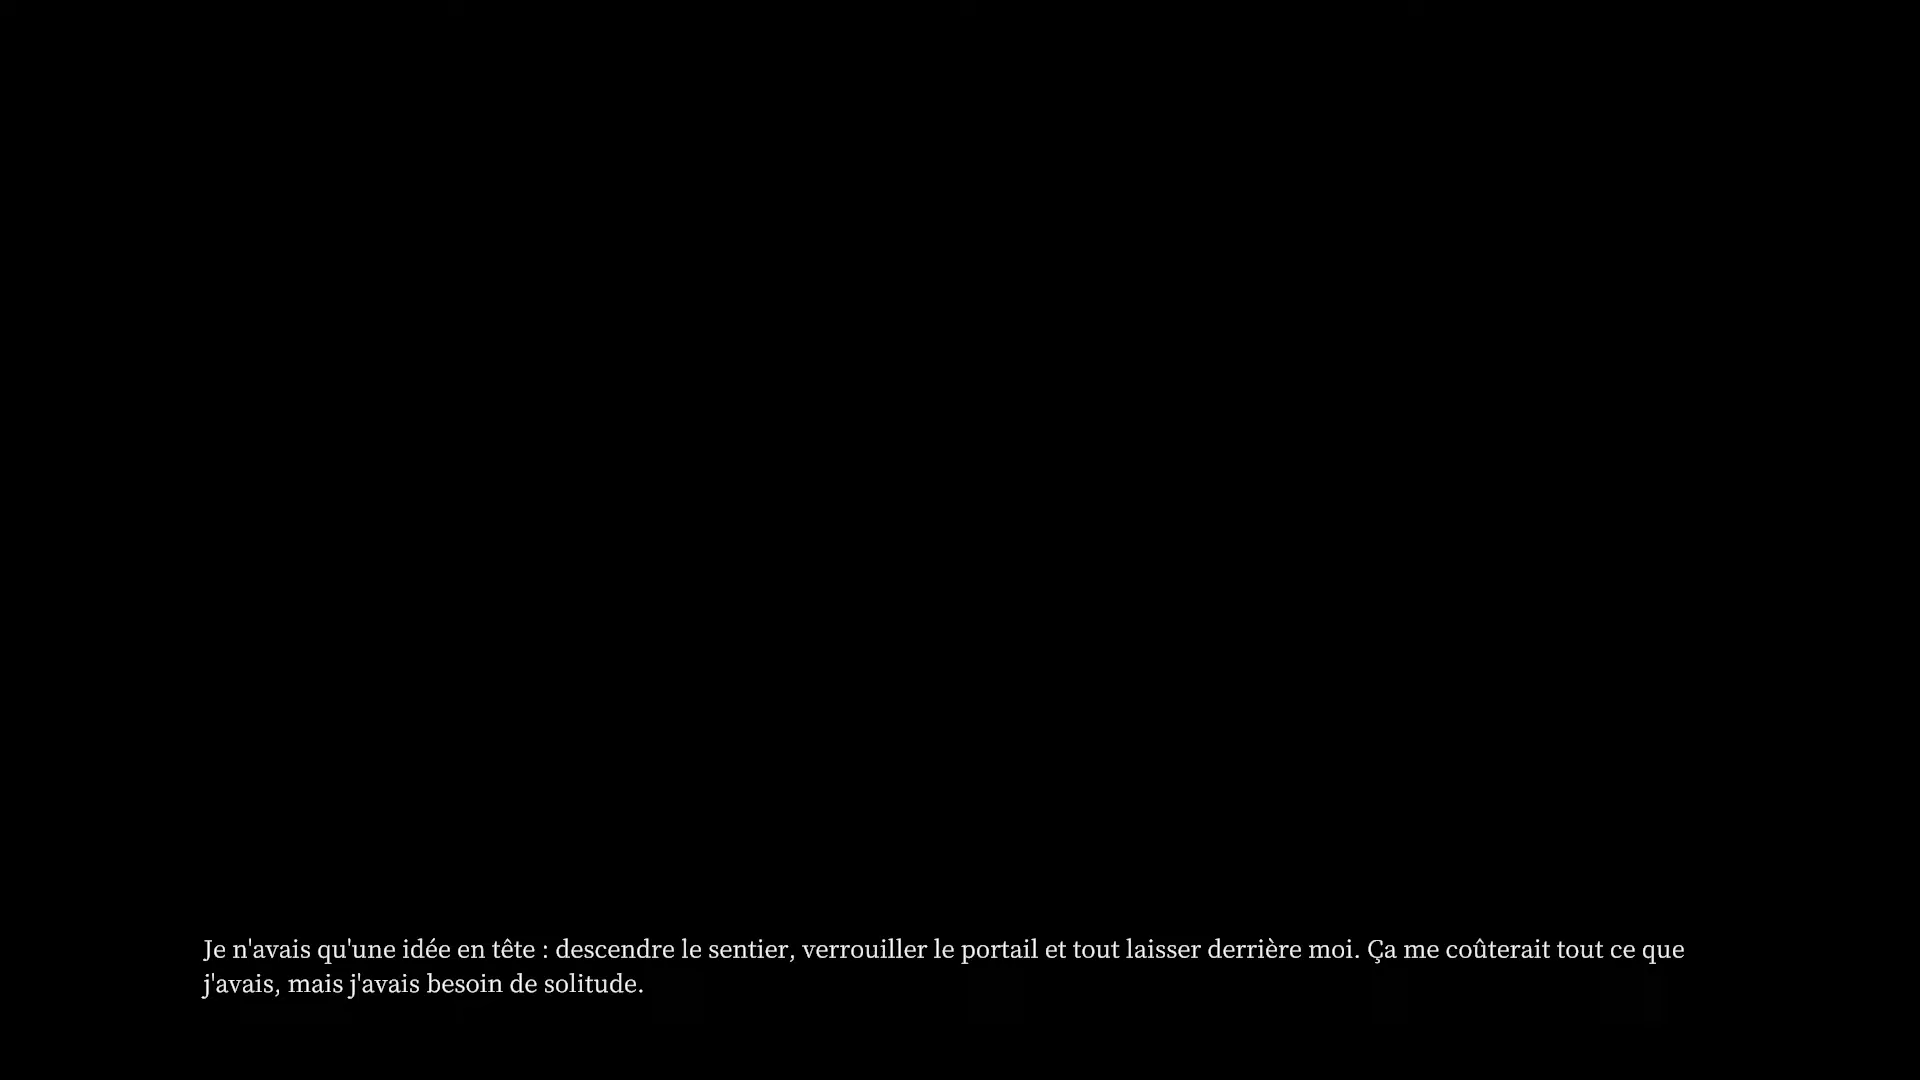 Je n'avais qu'une idée en tête : descendre le sentier, verrouiller le portail et tout laisser derrière moi. Ça me coûterait tout ce que
j'avais, mais j'avais besoin de solitude.